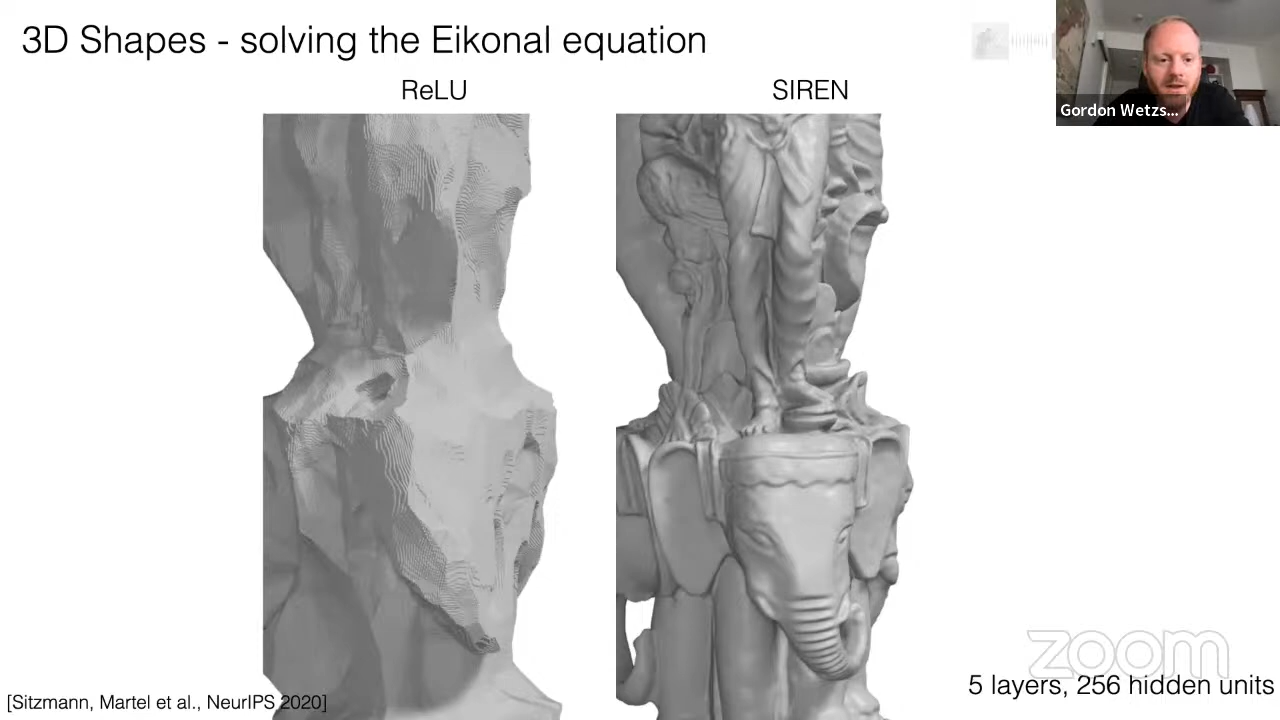 3D Shapes - solving the Eikonal equation
ReLU
SIREN
Gordon Wetzs...
zoom
5 layers, 256 hidden units
[Sitzmann, Martel et al., NeurIPS 2020]